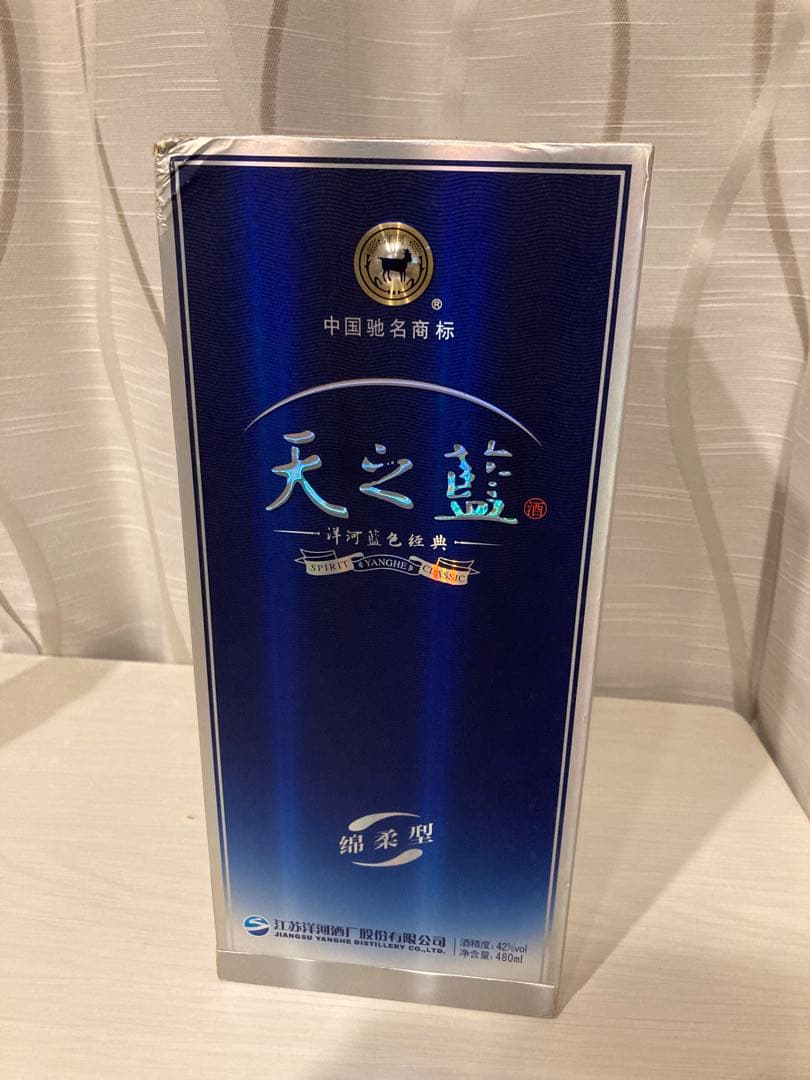 ®
中国驰名商标
天之藍
酒
洋河藍色经典
SPIRIT YANGHE CLASSIC
绵柔型
江苏洋河酒厂股份有限公司
JIANGSU YANGHE DISTILLERY CO.,LTD.
酒精度: 42%vol
净含量: 480ml